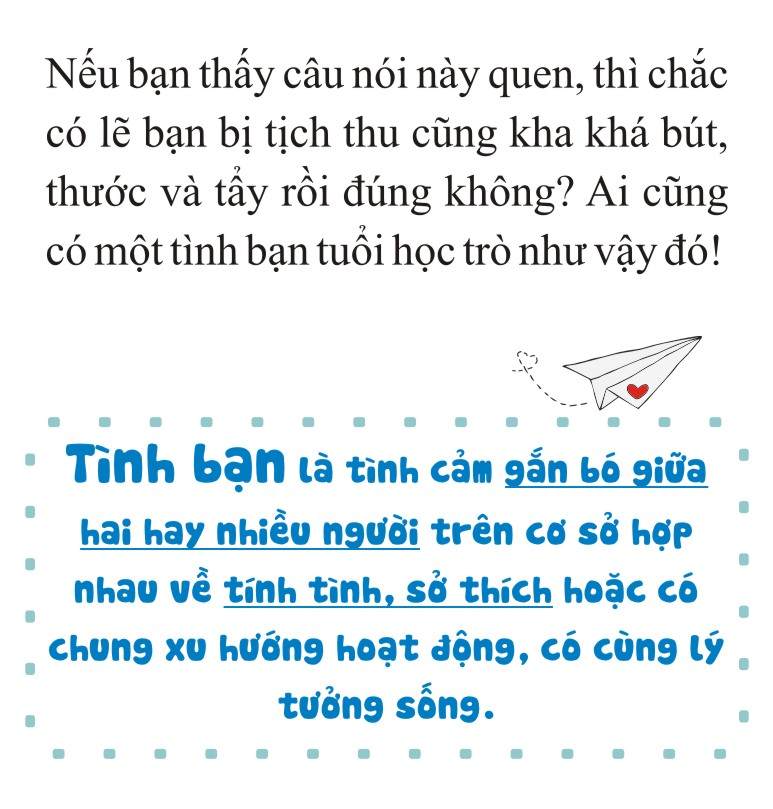 Nếu bạn thấy câu nói này quen, thì chắc
có lẽ bạn bị tịch thu cũng kha khá bút,
thước và tẩy rồi đúng không? Ai cũng
có một tình bạn tuổi học trò như vậy đó!
Tình bạn là tình cảm gắn bó giữa
hai hay nhiều người trên cơ sở hợp
nhau về tính tình, sở thích hoặc có
chung xu hướng hoạt động, có cùng lý
tưởng sống.